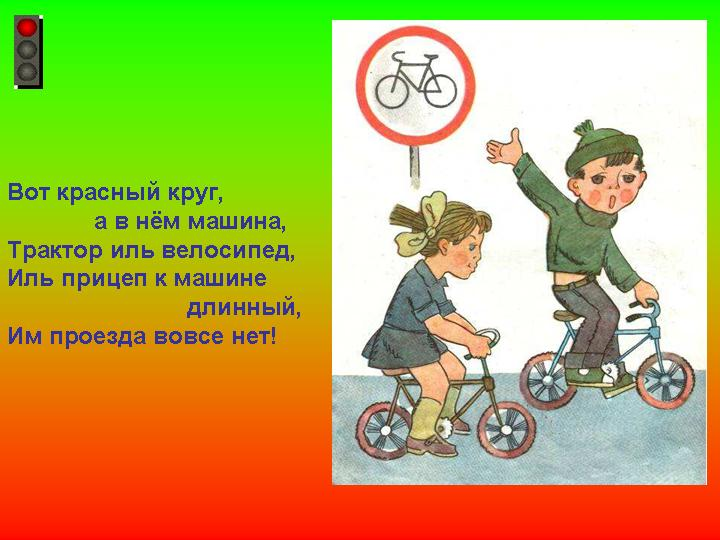 Вот красный круг,
а в нём машина,
Трактор иль велосипед,
Иль прицеп к машине
длинный,
Им проезда вовсе нет!